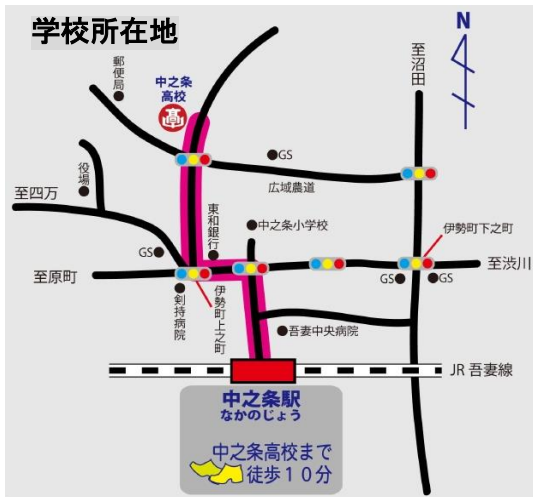 学校所在地
N
至沼田
郵便局
中之条
高校
高
GS
広域農道
役場
至四万
東和銀行
中之条小学校
伊勢町下之町
GS
至原町
至渋川
GS
GS
剣持病院
伊勢町上之町
吾妻中央病院
JR 吾妻線
中之条駅
なかのじょう
中之条高校まで
徒歩10分